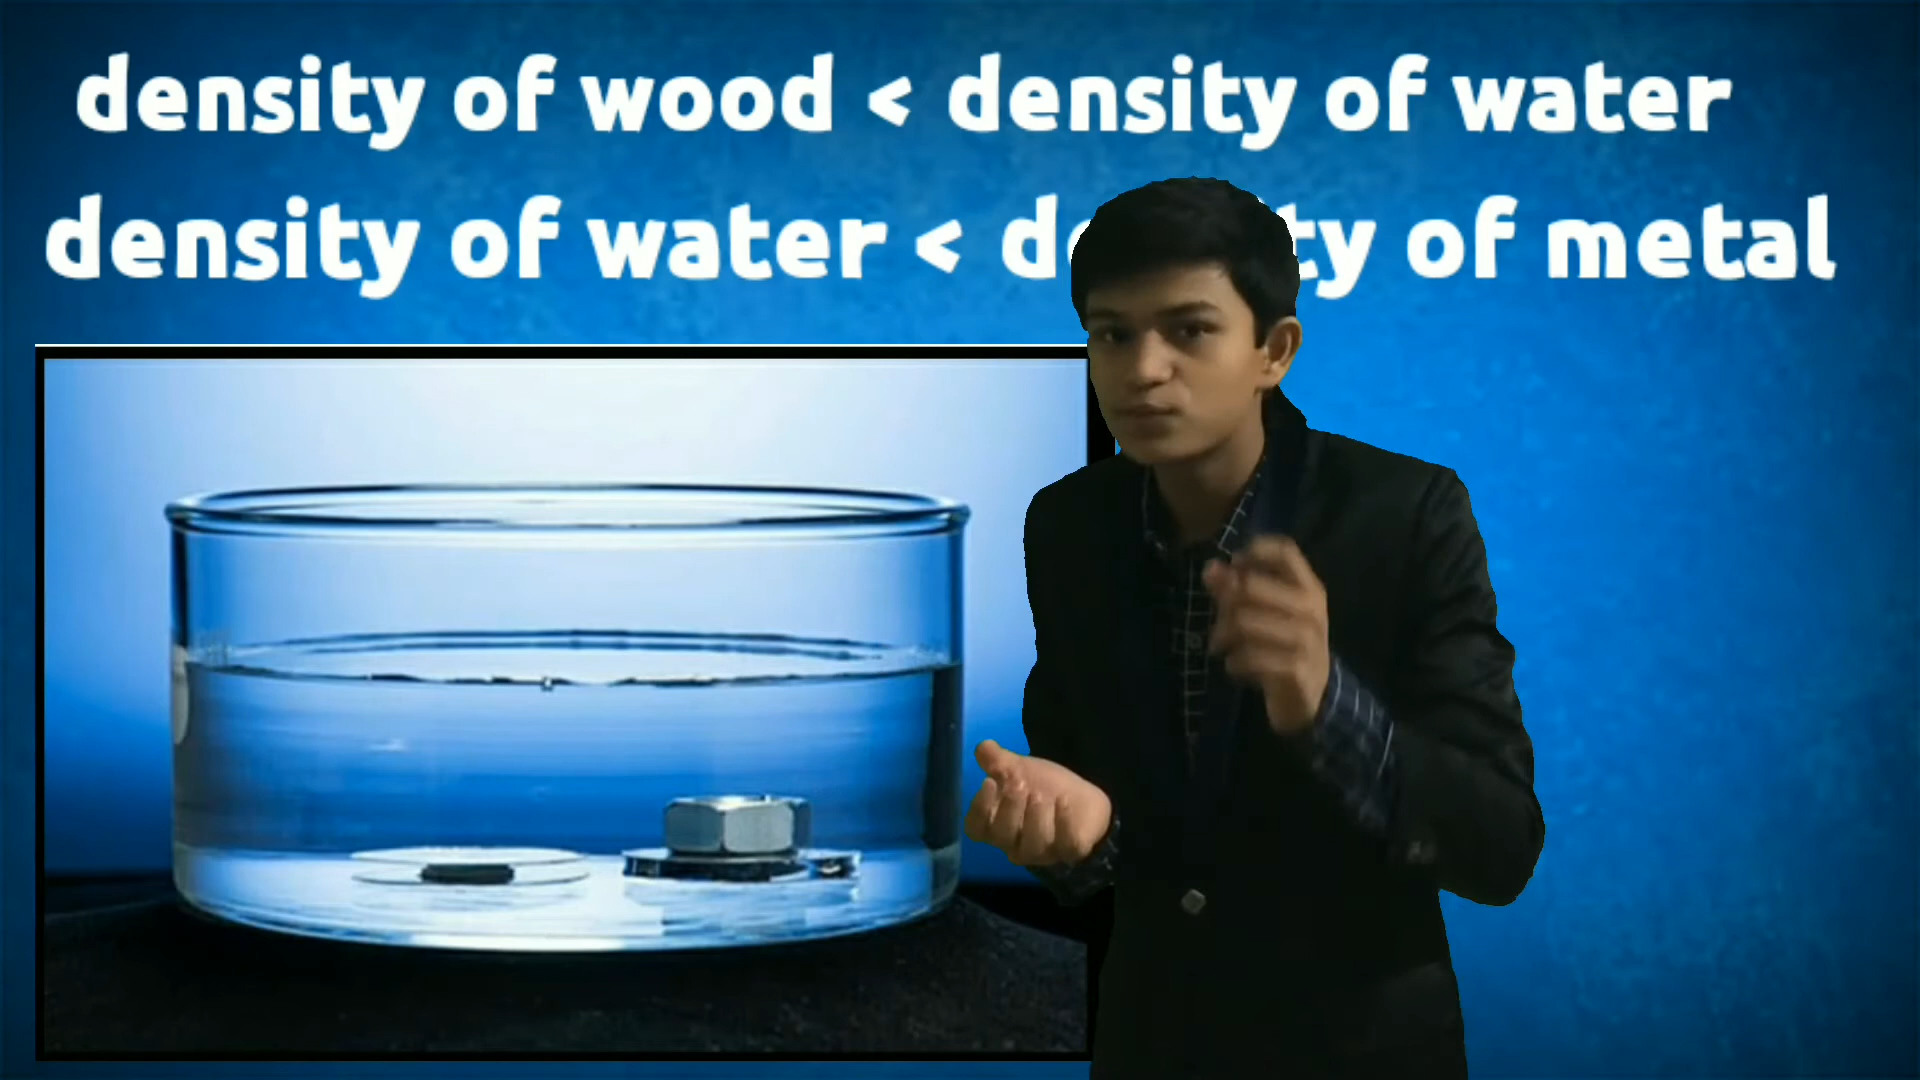 density of wood < density of water
density of water < of metal